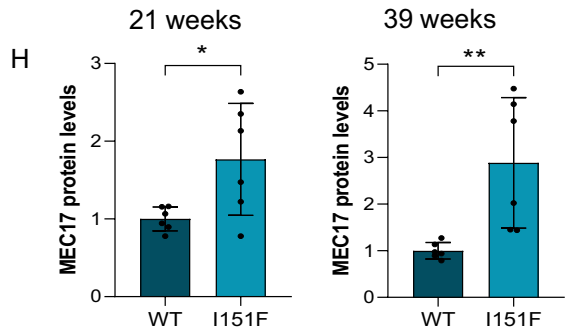 21 weeks
39 weeks
H
*
**
MEC17 protein levels
3
2
1
0
WT
I151F
MEC17 protein levels
5
4
3
2
1
0
WT
I151F